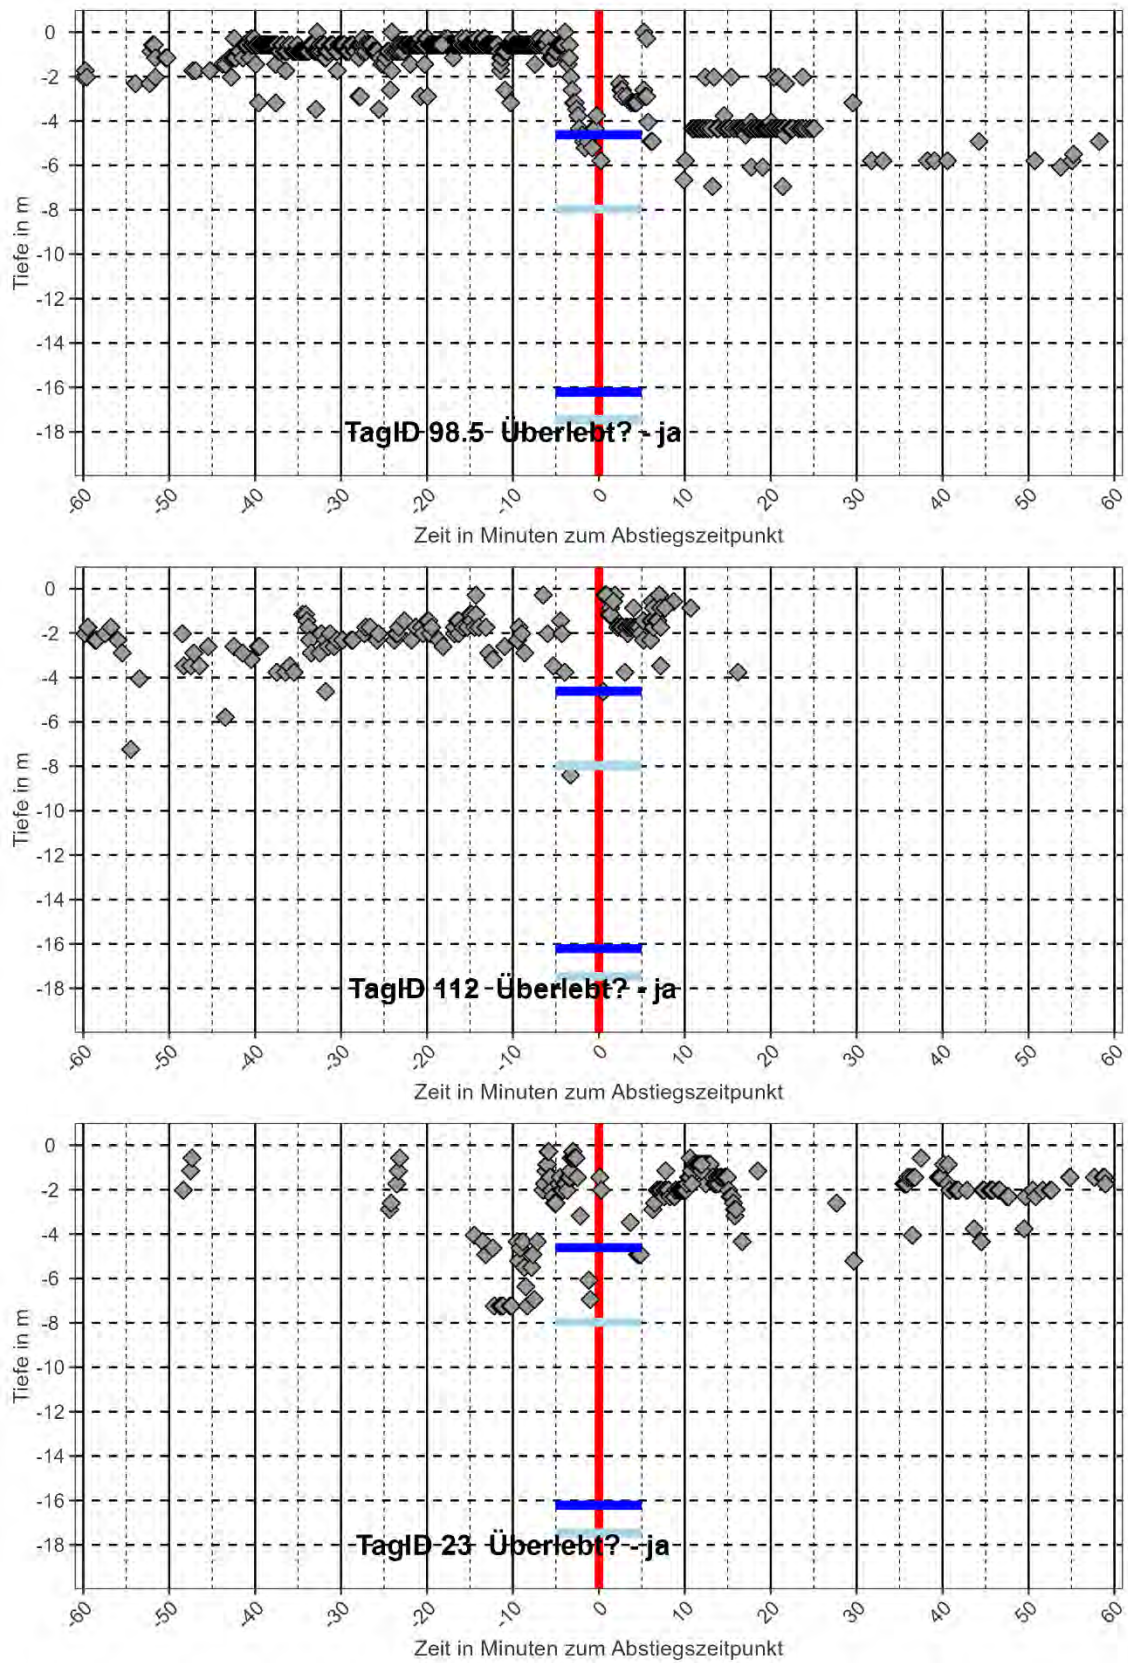 Tiefe in m
0
-2
-4
-6
-8
-10
-12
-14
-16
-18
TagID 98.5 Überlebt? - ja
-60 -50 -40 -30 -20 -10 0 10 20 30 40 50 60
Zeit in Minuten zum Abstiegszeitpunkt
Tiefe in m
0
-2
-4
-6
-8
-10
-12
-14
-16
-18
TagID 112 Überlebt? - ja
-60 -50 -40 -30 -20 -10 0 10 20 30 40 50 60
Zeit in Minuten zum Abstiegszeitpunkt
Tiefe in m
0
-2
-4
-6
-8
-10
-12
-14
-16
-18
TagID 23 Überlebt? - ja
-60 -50 -40 -30 -20 -10 0 10 20 30 40 50 60
Zeit in Minuten zum Abstiegszeitpunkt